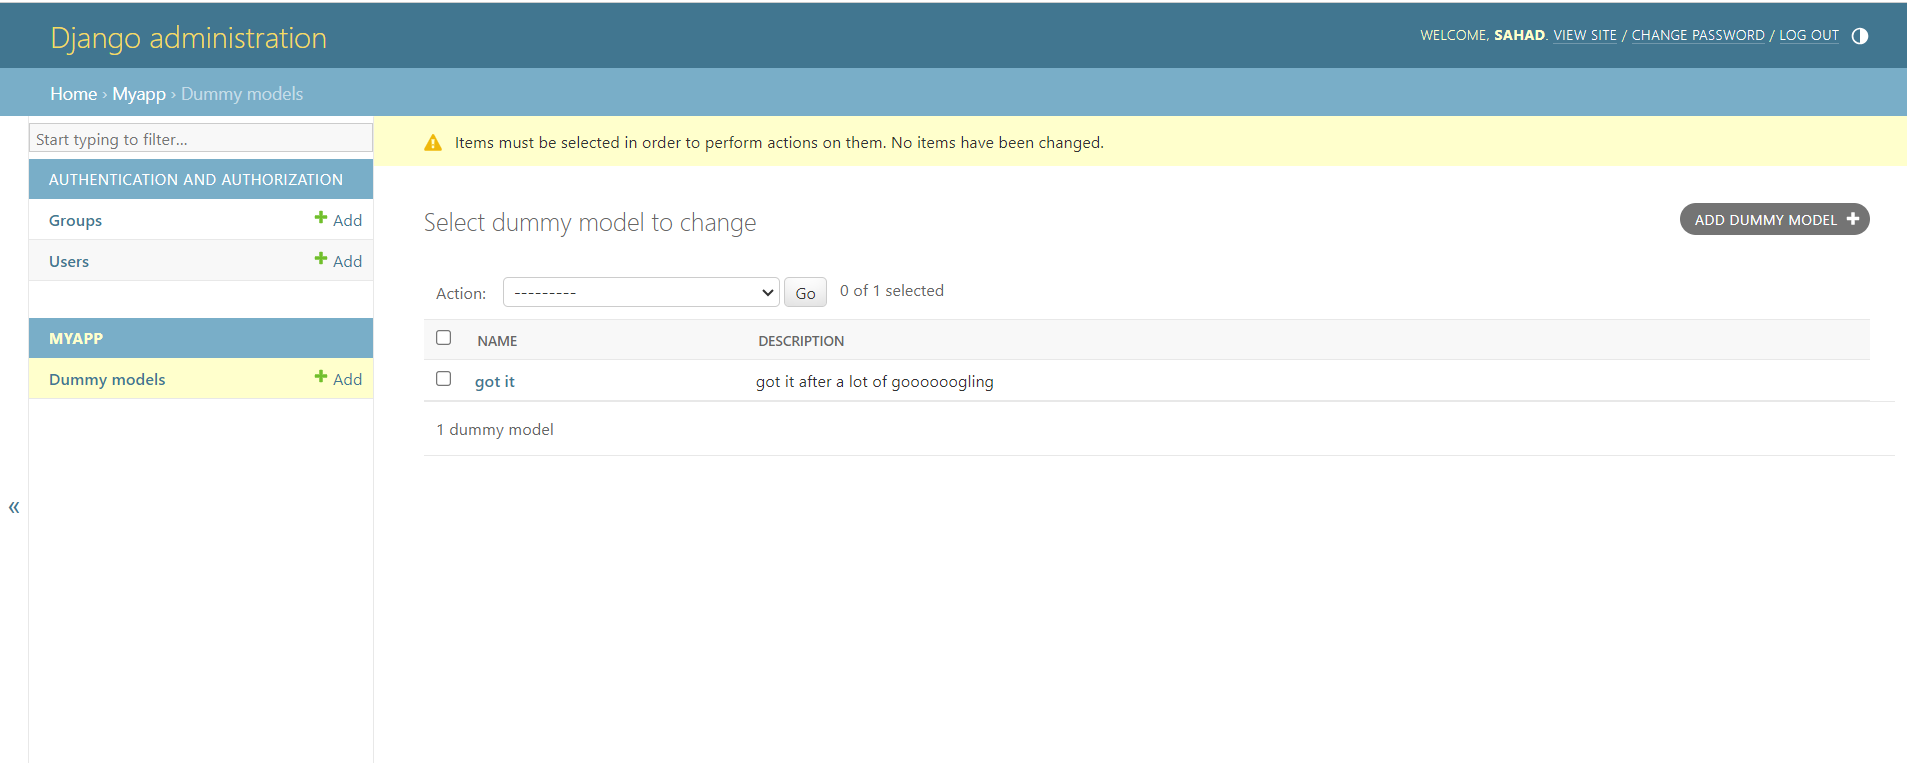 Django administration
WELCOME, SAHAD. VIEW SITE / CHANGE PASSWORD / LOG OUT
Home › Myapp › Dummy models
Start typing to filter...
AUTHENTICATION AND AUTHORIZATION
Groups + Add
Users + Add
MYAPP
Dummy models + Add
«
Items must be selected in order to perform actions on them. No items have been changed.
Select dummy model to change
ADD DUMMY MODEL +
Action: --------- Go 0 of 1 selected
NAME DESCRIPTION
got it got it after a lot of goooooogling
1 dummy model